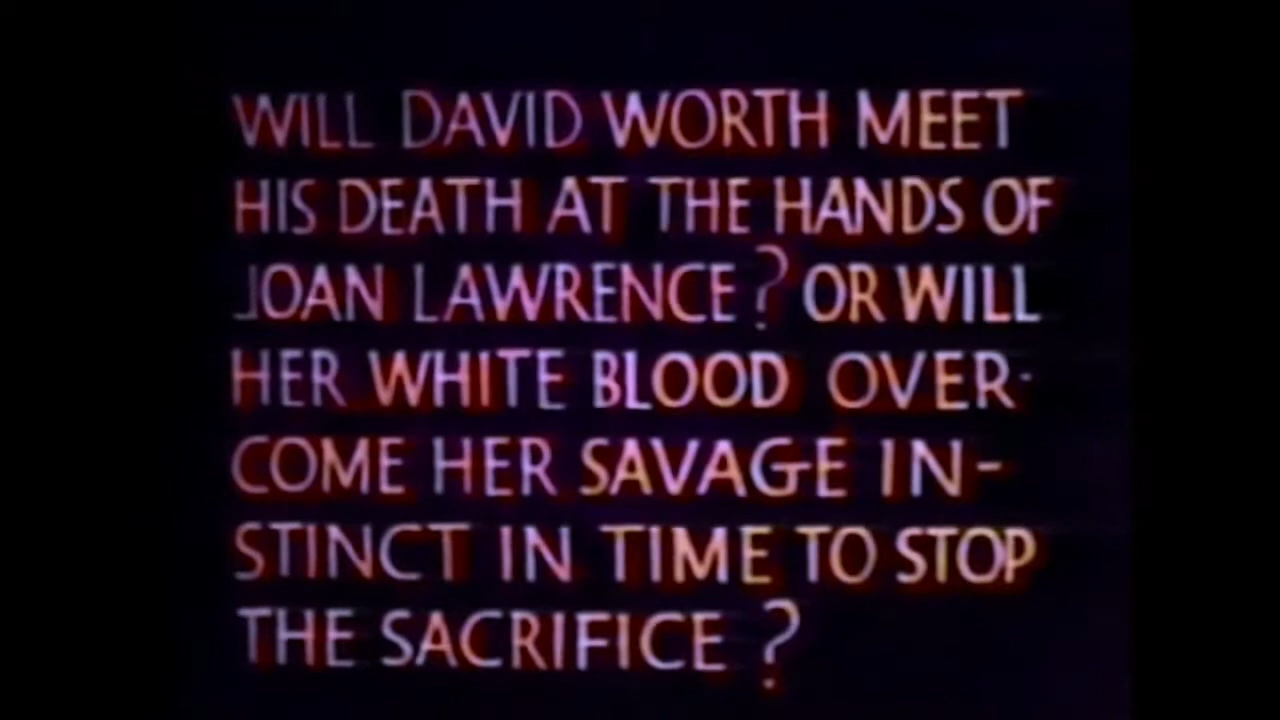 WILL DAVID WORTH MEET
HIS DEATH AT THE HANDS OF
JOAN LAWRENCE? OR WILL
HER WHITE BLOOD OVER-
COME HER SAVAGE IN-
STINCT IN TIME TO STOP
THE SACRIFICE?